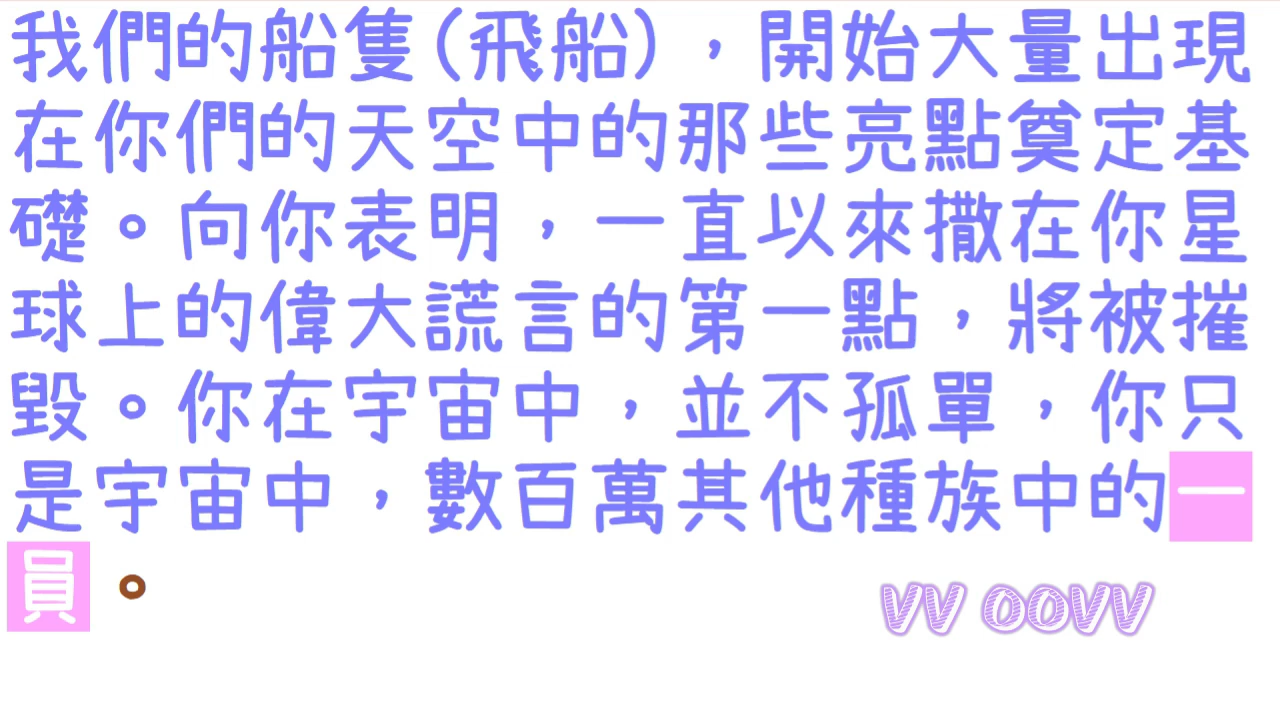 我們的船隻(飛船)，開始大量出現
在你們的天空中的那些亮點奠定基
礎。向你表明，一直以來撒在你星
球上的偉大謊言的第一點，將被摧
毀。你在宇宙中，並不孤單，你只
是宇宙中，數百萬其他種族中的一
員。
VV OOVV